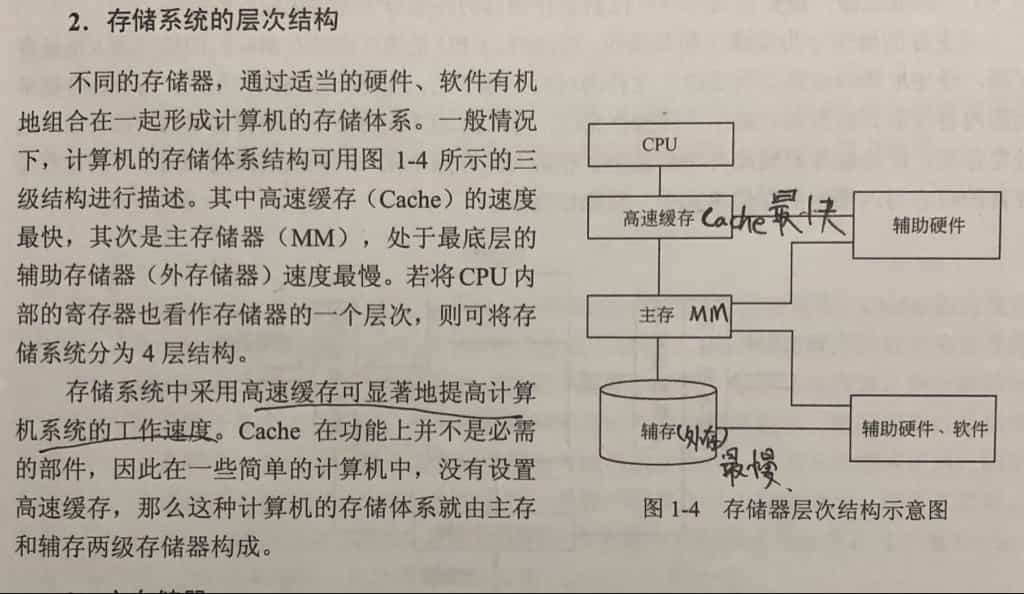 2．存储系统的层次结构
不同的存储器，通过适当的硬件、软件有机
地组合在一起形成计算机的存储体系。一般情况
下，计算机的存储体系结构可用图 1-4 所示的三
级结构进行描述。其中高速缓存（Cache）的速度
最快，其次是主存储器（MM），处于最底层的
辅助存储器（外存储器）速度最慢。若将CPU 内
部的寄存器也看作存储器的一个层次，则可将存
储系统分为 4 层结构。
存储系统中采用高速缓存可显著地提高计算
机系统的工作速度。Cache 在功能上并不是必需
的部件，因此在一些简单的计算机中，没有设置
高速缓存，那么这种计算机的存储体系就由主存
和辅存两级存储器构成。
CPU
高速缓存 Cache 最快
辅助硬件
主存 MM
辅存(外存)
最慢
辅助硬件、软件
图 1-4 存储器层次结构示意图